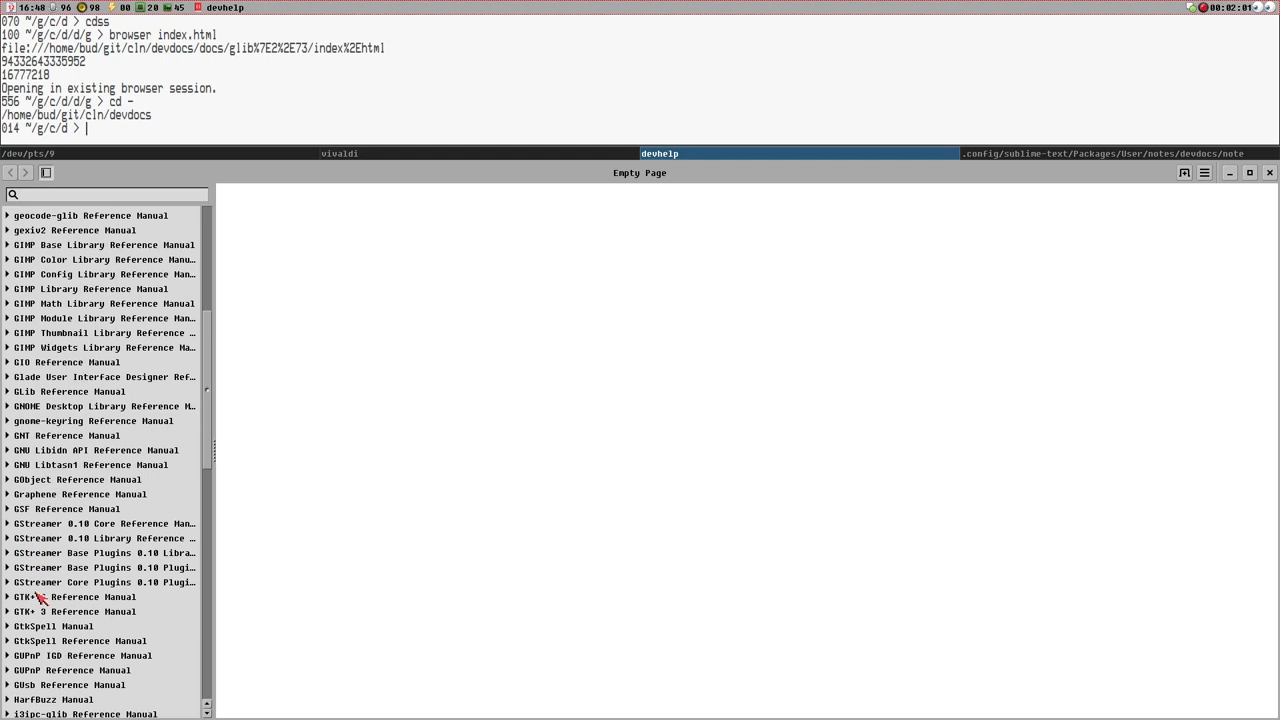 16:48 96 98 00 20 45 devhelp 00:02:01
070 ~/g/c/d > cdss
100 ~/g/c/d/d/g > browser index.html
file:///home/bud/git/cln/devdocs/docs/glib%7E2%2E73/index%2Ehtml
94332643335952
16777218
Opening in existing browser session.
556 ~/g/c/d/d/g > cd -
/home/bud/git/cln/devdocs
014 ~/g/c/d >
/dev/pts/9 vivaldi devhelp .config/sublime-text/Packages/User/notes/devdocs/note
Empty Page
geocode-glib Reference Manual
gexiv2 Reference Manual
GIMP Base Library Reference Manual
GIMP Color Library Reference Manu…
GIMP Config Library Reference Man…
GIMP Library Reference Manual
GIMP Math Library Reference Manual
GIMP Module Library Reference Man…
GIMP Thumbnail Library Reference …
GIMP Widgets Library Reference Ma…
GIO Reference Manual
Glade User Interface Designer Ref…
GLib Reference Manual
GNOME Desktop Library Reference M…
gnome-keyring Reference Manual
GNT Reference Manual
GNU Libidn API Reference Manual
GNU Libtasn1 Reference Manual
GObject Reference Manual
Graphene Reference Manual
GSF Reference Manual
GStreamer 0.10 Core Reference Man…
GStreamer 0.10 Library Reference …
GStreamer Base Plugins 0.10 Libra…
GStreamer Base Plugins 0.10 Plugi…
GStreamer Core Plugins 0.10 Plugi…
GTK+ Reference Manual
GTK+ 3 Reference Manual
GtkSpell Manual
GtkSpell Reference Manual
GUPnP IGD Reference Manual
GUPnP Reference Manual
GUsb Reference Manual
HarfBuzz Manual
i3ipc-glib Reference Manual